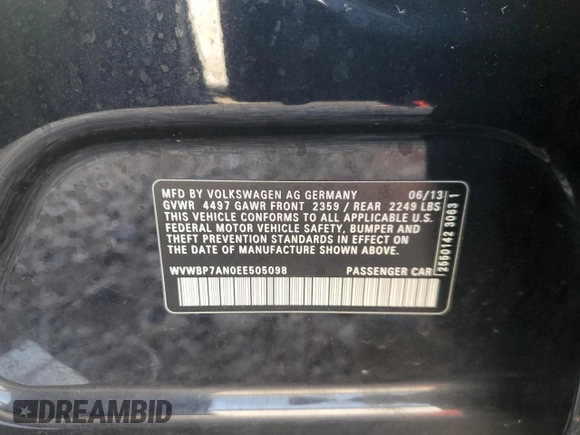 MFD BY VOLKSWAGEN AG GERMANY 06/13
GVWR 4497 GAWR FRONT 2359 / REAR 2249 LBS
THIS VEHICLE CONFORMS TO ALL APPLICABLE U.S.
FEDERAL MOTOR VEHICLE SAFETY, BUMPER AND
THEFT PREVENTION STANDARDS IN EFFECT ON THE
DATE OF MANUFACTURE SHOWN ABOVE.
WVWBP7AN0EE505098 PASSENGER CAR
2550142 3063 1
DREAMBID